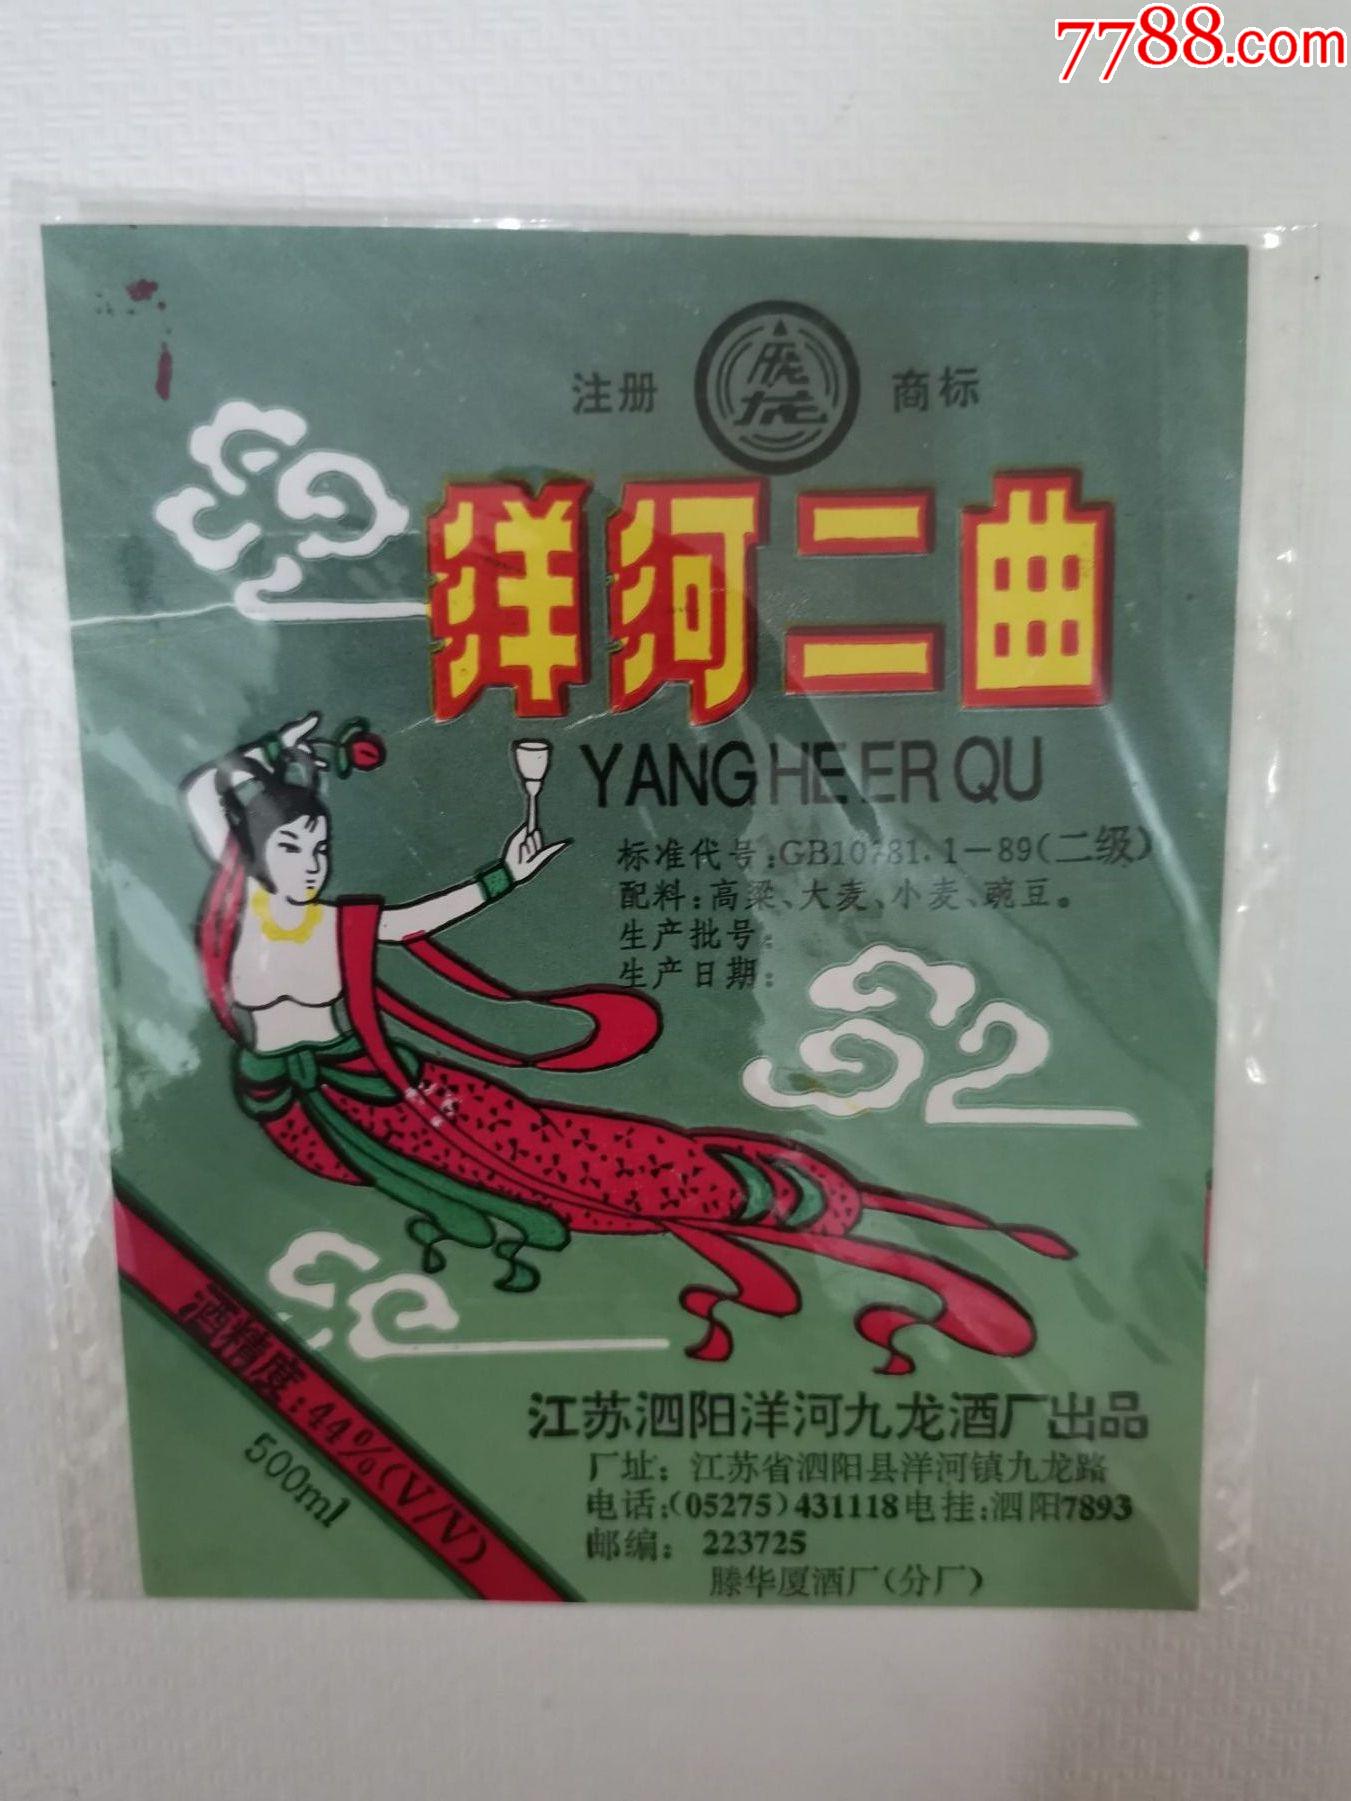 7788.com
注册 商标
洋河二曲
YANG HE ER QU
标准代号:GB10781.1-89(二级)
配料:高梁、大麦、小麦、豌豆。
生产批号:
生产日期:
酒精度:44%(V/V)
500ml
江苏泗阳洋河九龙酒厂出品
厂址:江苏省泗阳县洋河镇九龙路
电话:(05275)431118电挂:泗阳7893
邮编:223725
滕华厦酒厂(分厂)